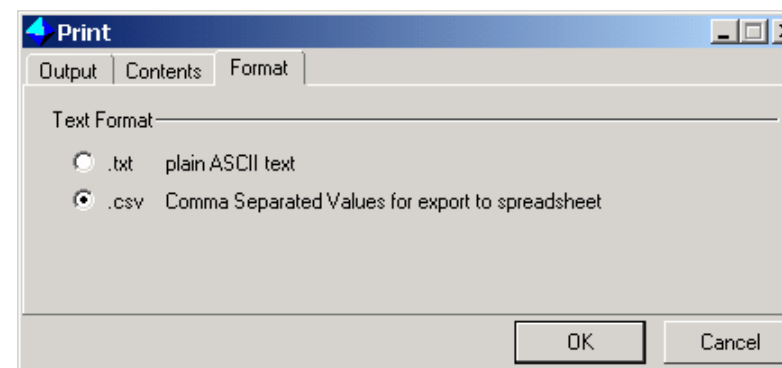 Print
Output Contents Format
Text Format
.txt plain ASCII text
.csv Comma Separated Values for export to spreadsheet
OK Cancel